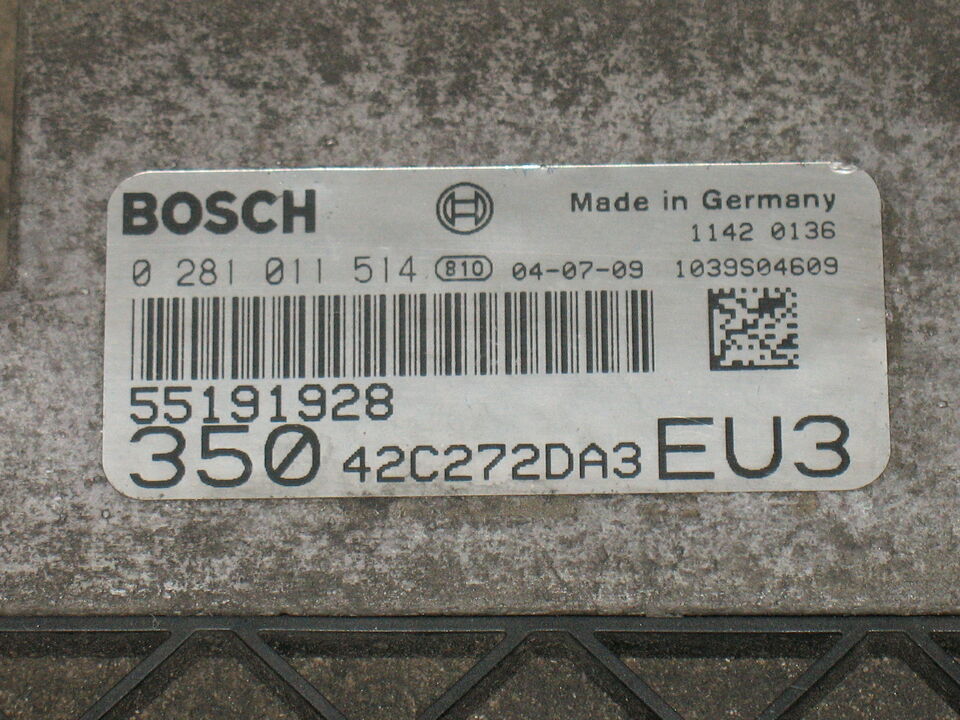 BOSCH
Made in Germany
1142 0136
0 281 011 514 810 04-07-09 1039S04609
55191928
350 42C272DA3 EU3